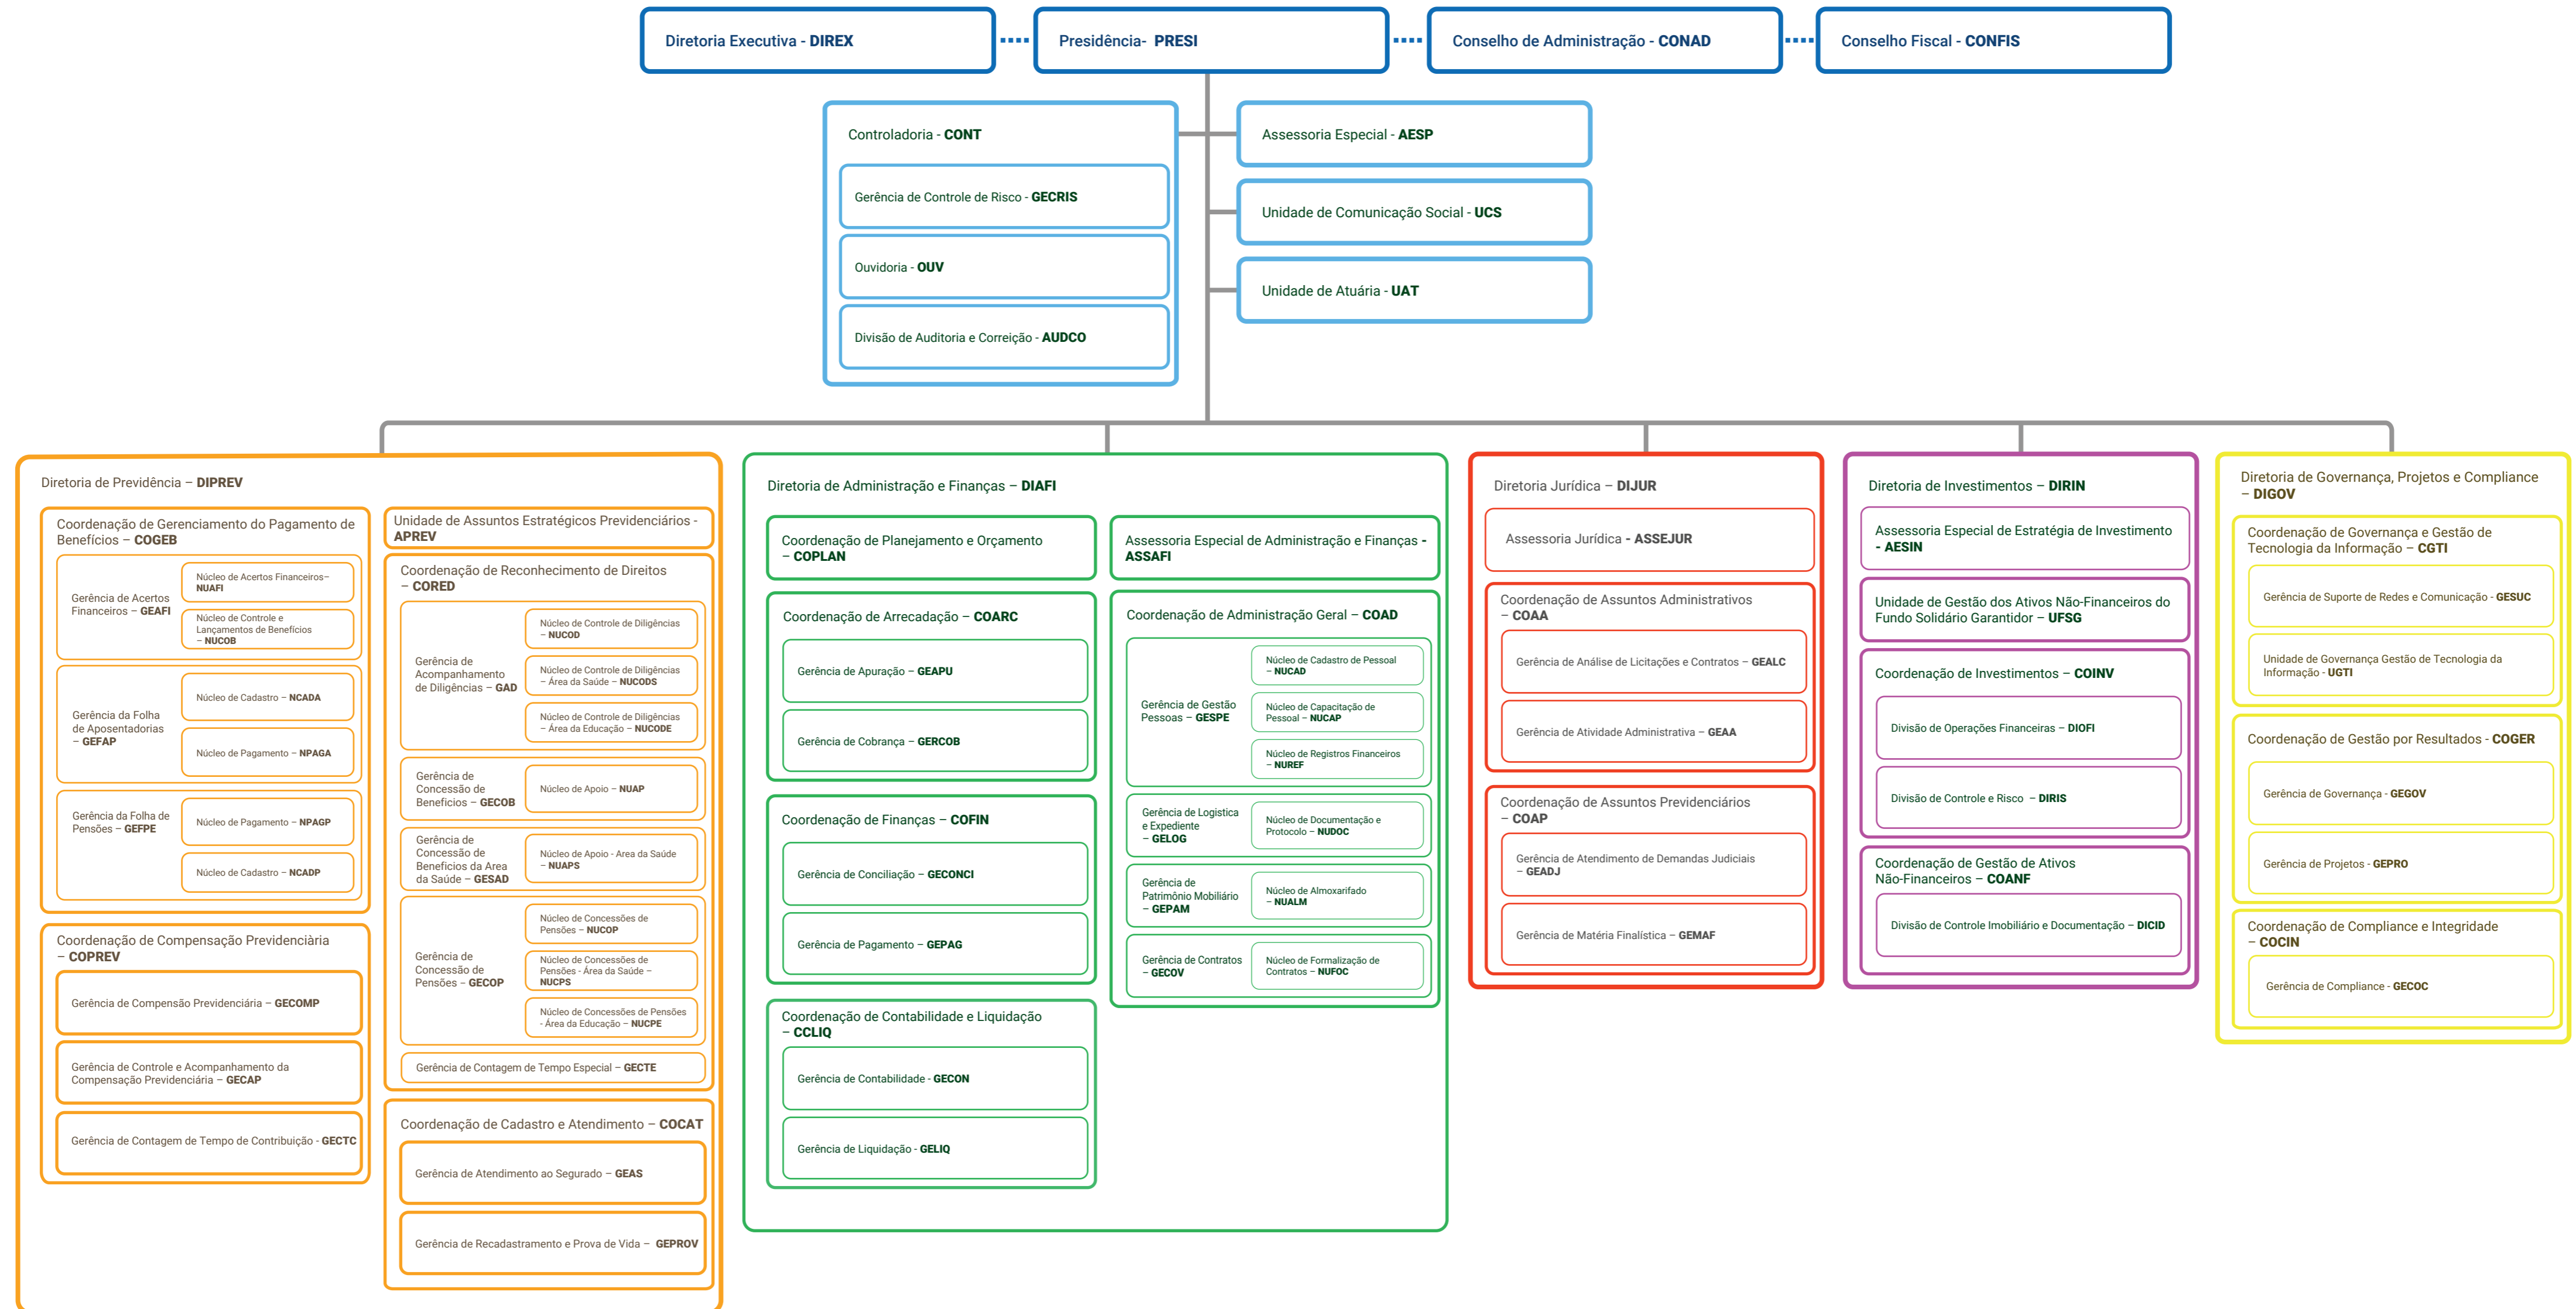 Diretoria Executiva - DIREX
Presidência- PRESI
Conselho de Administração - CONAD
Conselho Fiscal - CONFIS
Controladoria - CONT
Gerência de Controle de Risco - GECRIS
Ouvidoria - OUV
Divisão de Auditoria e Correição - AUDCO
Assessoria Especial - AESP
Unidade de Comunicação Social - UCS
Unidade de Atuária - UAT
Diretoria de Previdência – DIPREV
Coordenação de Gerenciamento do Pagamento de
Benefícios – COGEB
Gerência de Acertos
Financeiros – GEAFI
Núcleo de Acertos Financeiros–
NUAFI
Núcleo de Controle e
Lançamentos de Benefícios
– NUCOB
Gerência da Folha
de Aposentadorias
– GEFAP
Núcleo de Cadastro – NCADA
Núcleo de Pagamento – NPAGA
Gerência da Folha de
Pensões – GEFPE
Núcleo de Pagamento – NPAGP
Núcleo de Cadastro – NCADP
Coordenação de Compensação Previdenciària
– COPREV
Gerência de Compensão Previdenciária – GECOMP
Gerência de Controle e Acompanhamento da
Compensação Previdenciária – GECAP
Gerência de Contagem de Tempo de Contribuição - GECTC
Unidade de Assuntos Estratégicos Previdenciários -
APREV
Coordenação de Reconhecimento de Direitos
– CORED
Gerência de
Acompanhamento
de Diligências – GAD
Núcleo de Controle de Diligências
– NUCOD
Núcleo de Controle de Diligências
– Área da Saúde – NUCODS
Núcleo de Controle de Diligências
– Área da Educação – NUCODE
Gerência de
Concessão de
Beneficios – GECOB
Núcleo de Apoio – NUAP
Gerência de
Concessão de
Beneficios da Area
da Saúde – GESAD
Núcleo de Apoio - Area da Saúde
– NUAPS
Gerência de
Concessão de
Pensões – GECOP
Núcleo de Concessões de
Pensões – NUCOP
Núcleo de Concessões de
Pensões - Área da Saúde –
NUCPS
Núcleo de Concessões de Pensões
- Área da Educação – NUCPE
Gerência de Contagem de Tempo Especial – GECTE
Coordenação de Cadastro e Atendimento – COCAT
Gerência de Atendimento ao Segurado – GEAS
Gerência de Recadastramento e Prova de Vida – GEPROV
Diretoria de Administração e Finanças – DIAFI
Coordenação de Planejamento e Orçamento
– COPLAN
Coordenação de Arrecadação – COARC
Gerência de Apuração – GEAPU
Gerência de Cobrança – GERCOB
Coordenação de Finanças – COFIN
Gerência de Conciliação – GECONCI
Gerência de Pagamento – GEPAG
Coordenação de Contabilidade e Liquidação
– CCLIQ
Gerência de Contabilidade - GECON
Gerência de Liquidação - GELIQ
Assessoria Especial de Administração e Finanças -
ASSAFI
Coordenação de Administração Geral – COAD
Gerência de Gestão
Pessoas – GESPE
Núcleo de Cadastro de Pessoal
– NUCAD
Núcleo de Capacitação de
Pessoal – NUCAP
Núcleo de Registros Financeiros
– NUREF
Gerência de Logistica
e Expediente
– GELOG
Núcleo de Documentação e
Protocolo – NUDOC
Gerência de
Patrimônio Mobiliário
– GEPAM
Núcleo de Almoxarifado
– NUALM
Gerência de Contratos
– GECOV
Núcleo de Formalização de
Contratos – NUFOC
Diretoria Jurídica – DIJUR
Assessoria Jurídica - ASSEJUR
Coordenação de Assuntos Administrativos
– COAA
Gerência de Análise de Licitações e Contratos – GEALC
Gerência de Atividade Administrativa – GEAA
Coordenação de Assuntos Previdenciários
– COAP
Gerência de Atendimento de Demandas Judiciais
– GEADJ
Gerência de Matéria Finalística – GEMAF
Diretoria de Investimentos – DIRIN
Assessoria Especial de Estratégia de Investimento
- AESIN
Unidade de Gestão dos Ativos Não-Financeiros do
Fundo Solidário Garantidor – UFSG
Coordenação de Investimentos – COINV
Divisão de Operações Financeiras – DIOFI
Divisão de Controle e Risco – DIRIS
Coordenação de Gestão de Ativos
Não-Financeiros – COANF
Divisão de Controle Imobiliário e Documentação – DICID
Diretoria de Governança, Projetos e Compliance
– DIGOV
Coordenação de Governança e Gestão de
Tecnologia da Informação – CGTI
Gerência de Suporte de Redes e Comunicação - GESUC
Unidade de Governança Gestão de Tecnologia da
Informação - UGTI
Coordenação de Gestão por Resultados - COGER
Gerência de Governança - GEGOV
Gerência de Projetos - GEPRO
Coordenação de Compliance e Integridade
– COCIN
Gerência de Compliance - GECOC